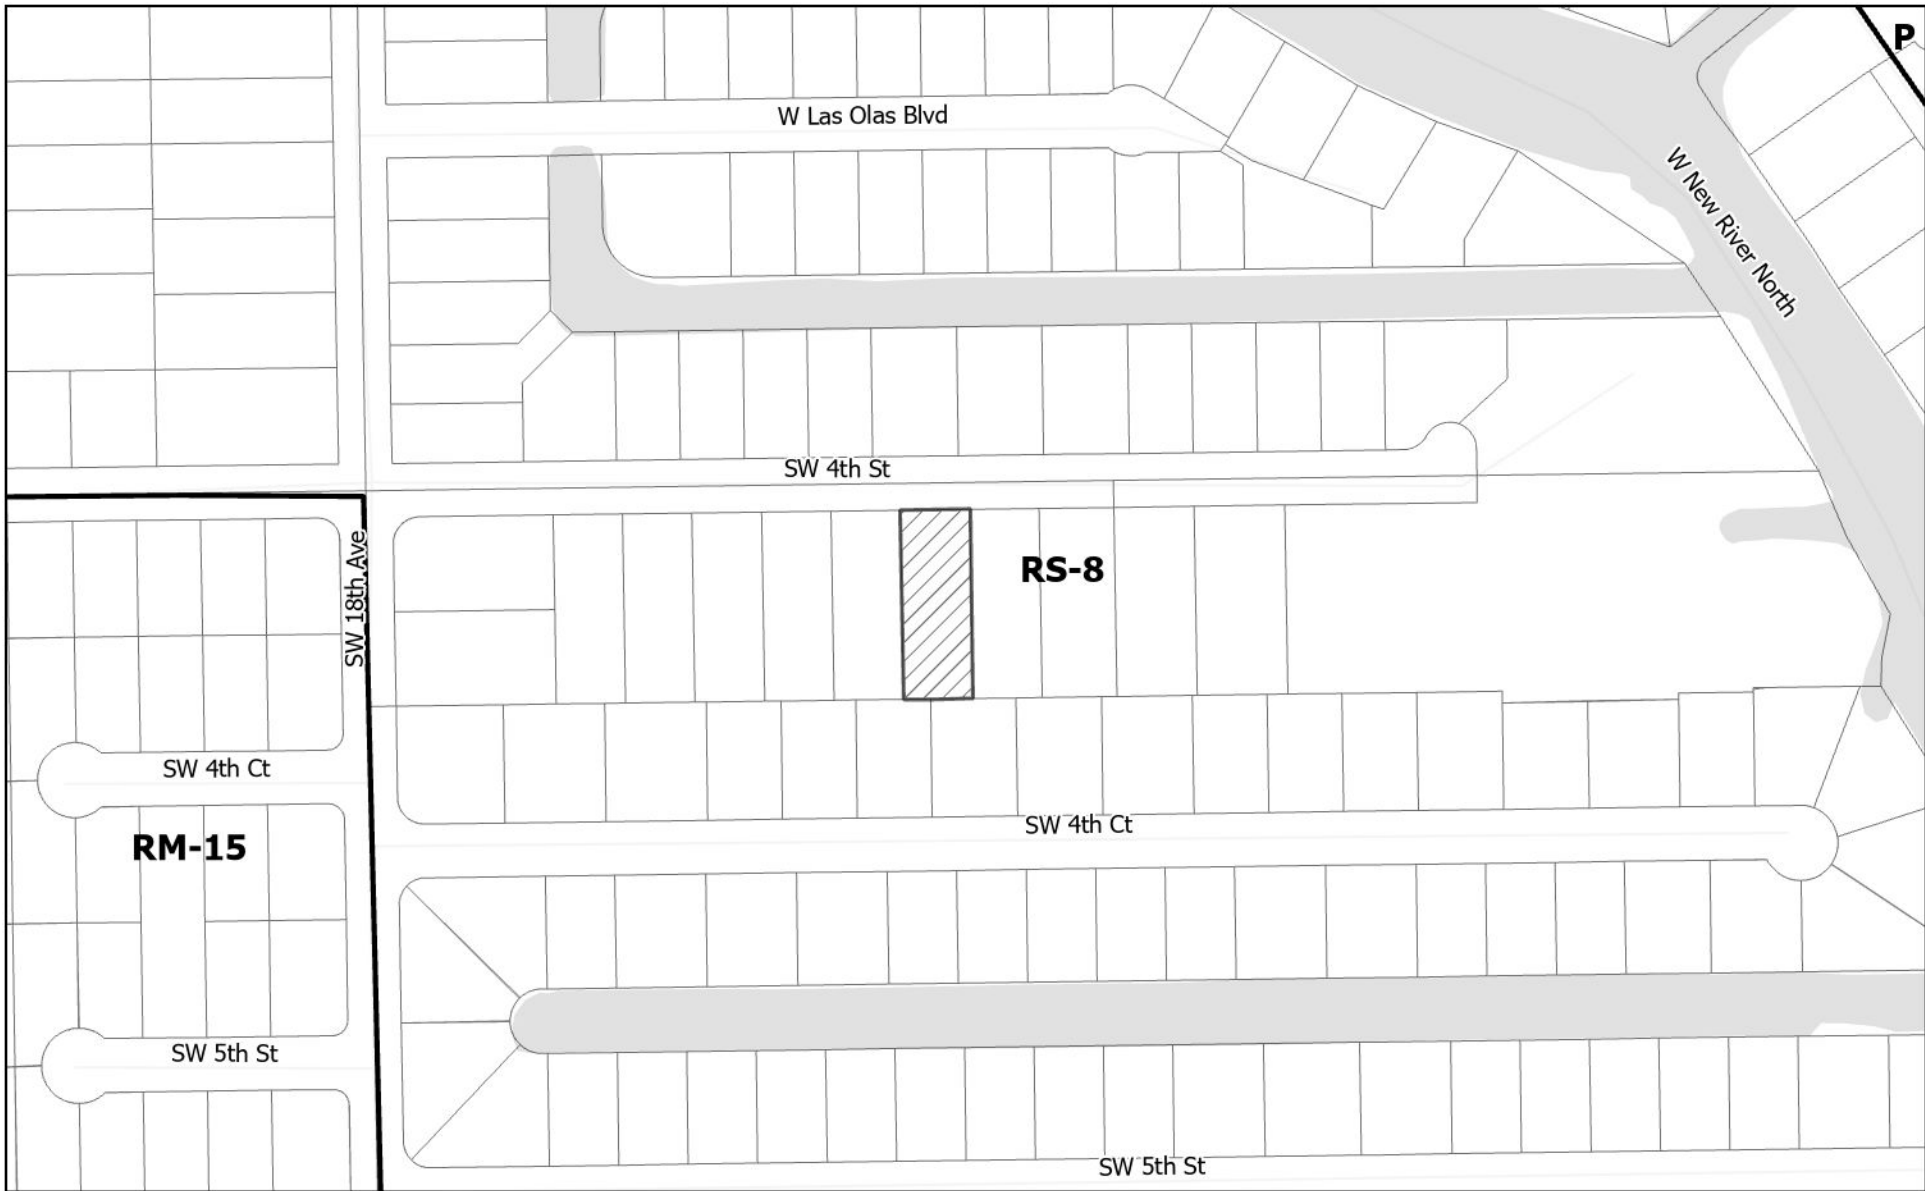 P
W Las Olas Blvd
W New River North
SW 4th St
SW 18th Ave
RS-8
SW 4th Ct
SW 4th Ct
RM-15
SW 5th St
SW 5th St